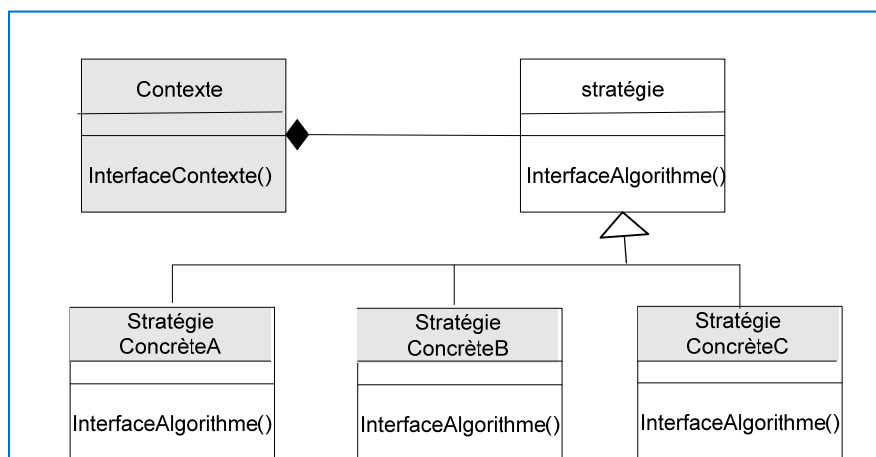 Contexte
stratégie
InterfaceContexte()
InterfaceAlgorithme()
Stratégie
ConcrèteA
Stratégie
ConcrèteB
Stratégie
ConcrèteC
InterfaceAlgorithme()
InterfaceAlgorithme()
InterfaceAlgorithme()